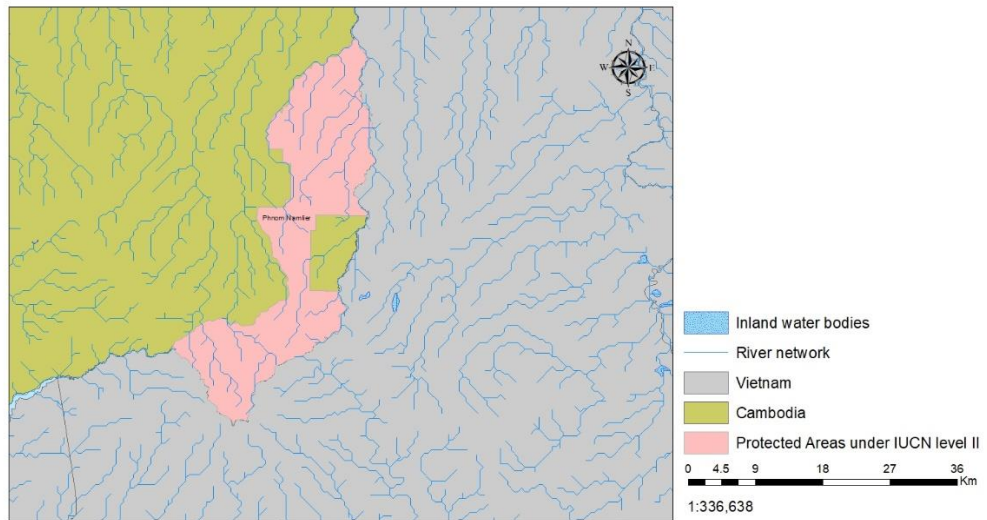 N
W E
S
Phnom Namlier
Inland water bodies
River network
Vietnam
Cambodia
Protected Areas under IUCN level II
0 4.5 9 18 27 36
Km
1:336,638